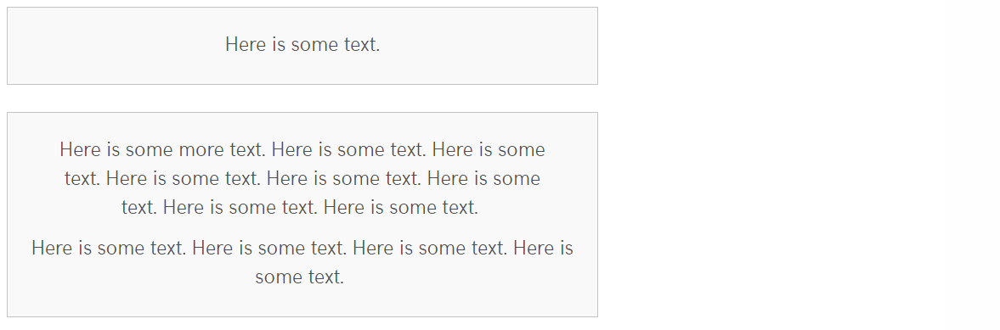 Here is some text.
Here is some more text. Here is some text. Here is some
text. Here is some text. Here is some text. Here is some
text. Here is some text. Here is some text.
Here is some text. Here is some text. Here is some text. Here is
some text.